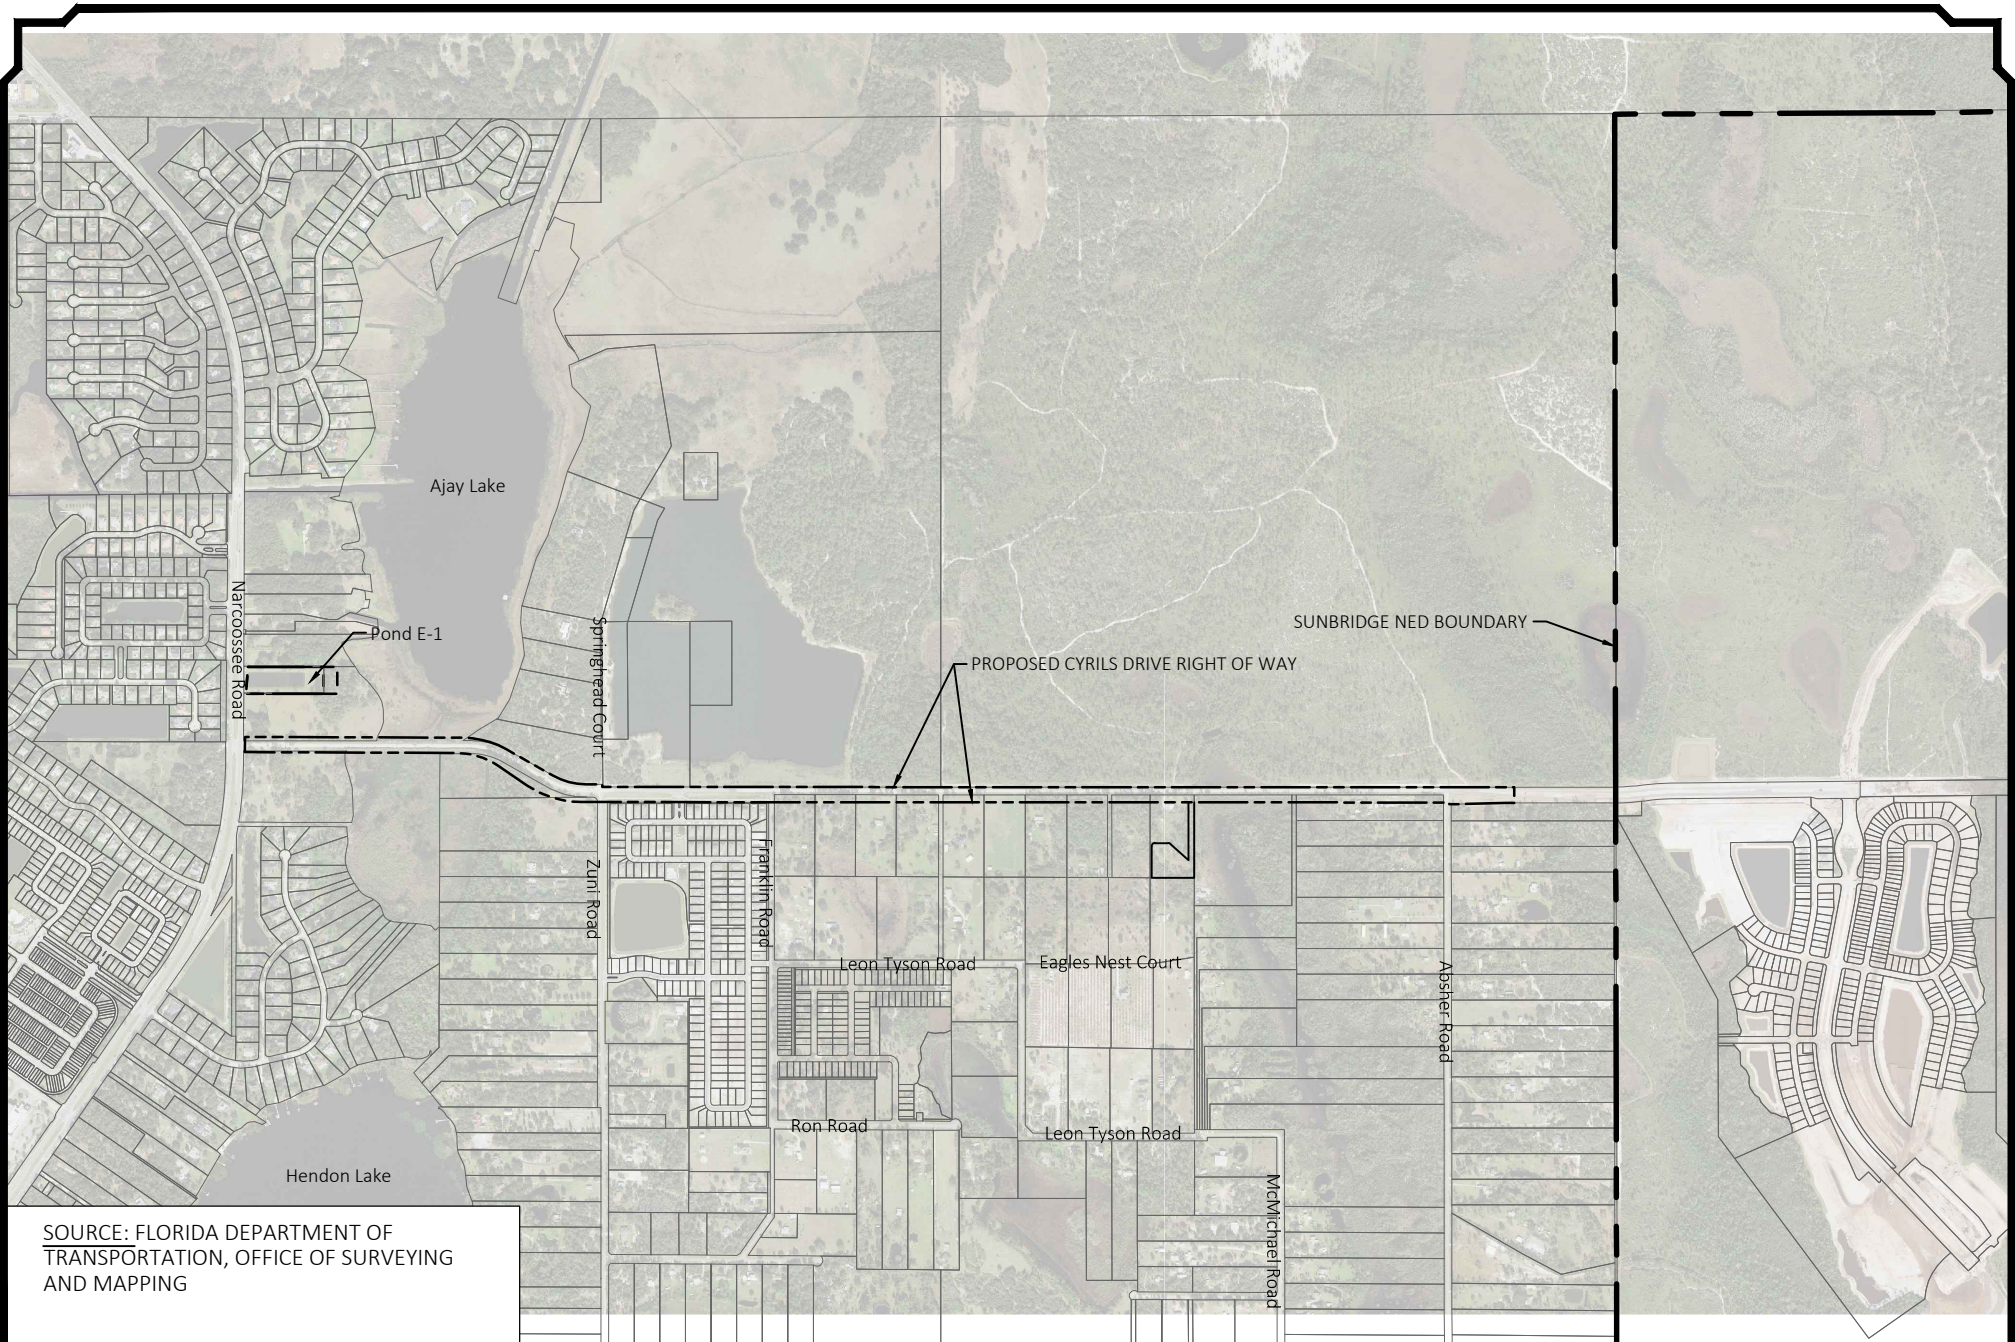 Ajay Lake
Narcoossee Road
Pond E-1
Springhead Court
SUNBRIDGE NED BOUNDARY
PROPOSED CYRILS DRIVE RIGHT OF WAY
Zuni Road
Franklin Road
Leon Tyson Road
Eagles Nest Court
Absher Road
Ron Road
Leon Tyson Road
McMichael Road
Hendon Lake
SOURCE: FLORIDA DEPARTMENT OF
TRANSPORTATION, OFFICE OF SURVEYING
AND MAPPING